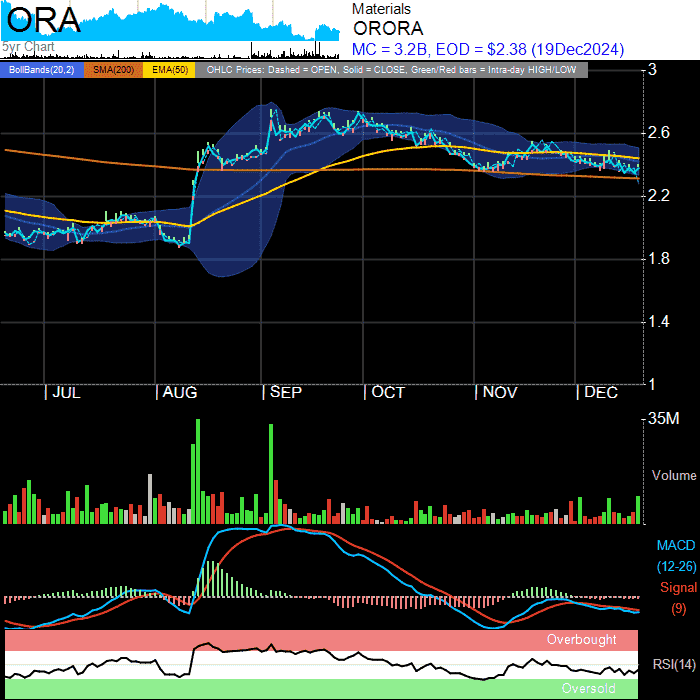 ORA
5yr Chart
Materials
ORORA
MC = 3.2B, EOD = $2.38 (19Dec2024)
BollBands(20,2) SMA(200) EMA(50) OHLC Prices: Dashed = OPEN, Solid = CLOSE, Green/Red bars = Intra-day HIGH/LOW
3
2.6
2.2
1.8
1.4
1
| JUL | AUG | SEP | OCT | NOV | DEC
35M
Volume
MACD
(12-26)
Signal
(9)
Overbought
RSI(14)
Oversold